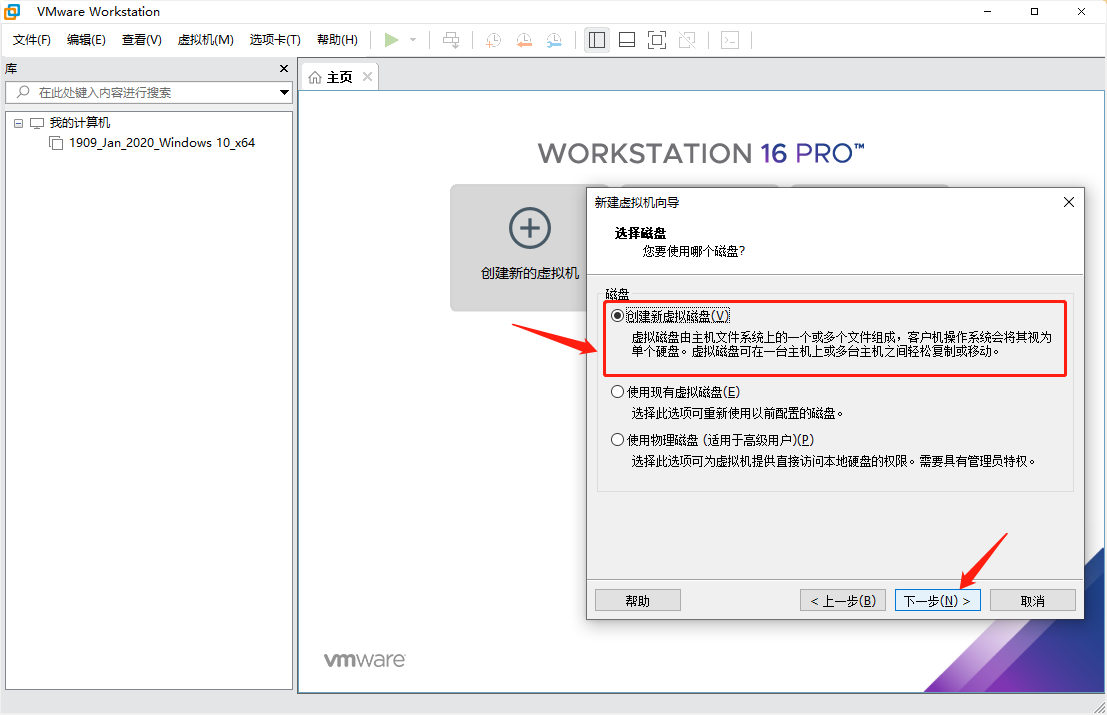 VMware Workstation
文件(F) 编辑(E) 查看(V) 虚拟机(M) 选项卡(T) 帮助(H)
库
在此处键入内容进行搜索
我的计算机
1909_Jan_2020_Windows 10_x64
主页
WORKSTATION 16 PRO™
创建新的虚拟机
新建虚拟机向导
选择磁盘
您要使用哪个磁盘?
磁盘
创建新虚拟磁盘(V)
虚拟磁盘由主机文件系统上的一个或多个文件组成，客户机操作系统会将其视为
单个硬盘。虚拟磁盘可在一台主机上或多台主机之间轻松复制或移动。
使用现有虚拟磁盘(E)
选择此选项可重新使用以前配置的磁盘。
使用物理磁盘 (适用于高级用户)(P)
选择此选项可为虚拟机提供直接访问本地硬盘的权限。需要具有管理员特权。
帮助 < 上一步(B) 下一步(N) > 取消
vmware